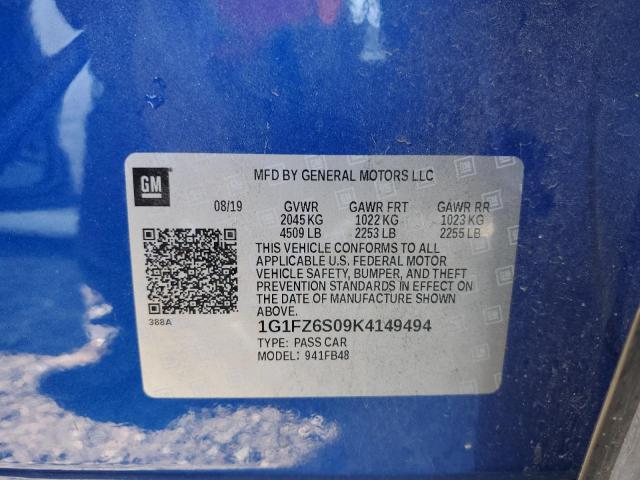 GM
MFD BY GENERAL MOTORS LLC
08/19 GVWR GAWR FRT GAWR RR
2045 KG 1022 KG 1023 KG
4509 LB 2253 LB 2255 LB
THIS VEHICLE CONFORMS TO ALL
APPLICABLE U.S. FEDERAL MOTOR
VEHICLE SAFETY, BUMPER, AND THEFT
PREVENTION STANDARDS IN EFFECT ON
THE DATE OF MANUFACTURE SHOWN
ABOVE.
388A
1G1FZ6S09K4149494
TYPE: PASS CAR
MODEL: 941FB48